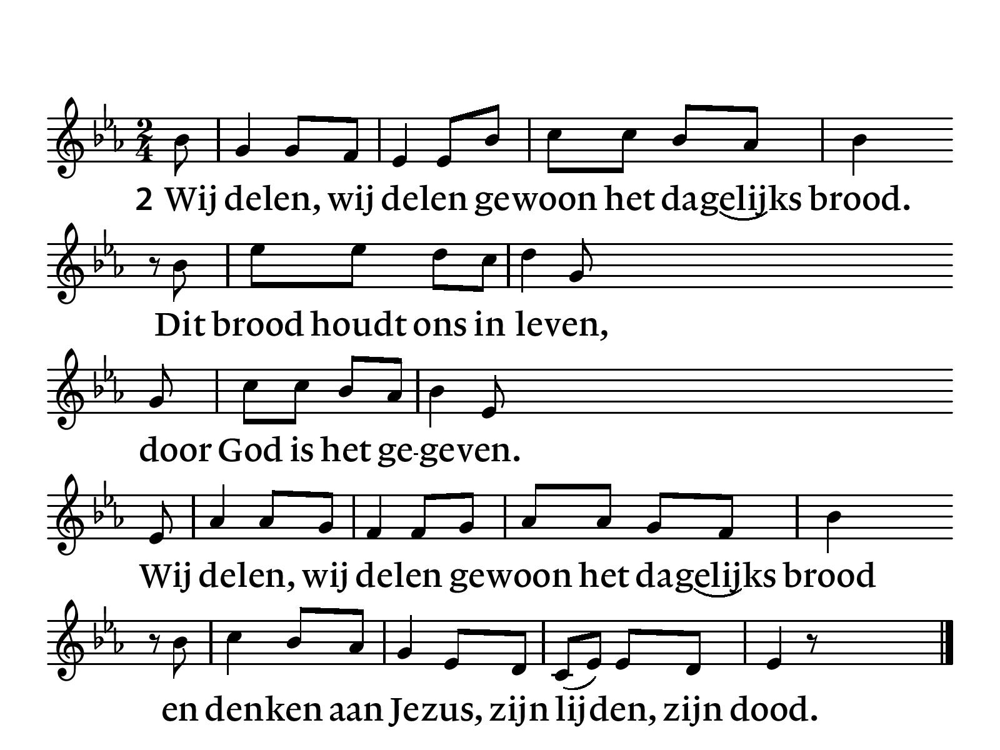 2 Wij delen, wij delen gewoon het dagelijks brood.
Dit brood houdt ons in leven,
door God is het ge-geven.
Wij delen, wij delen gewoon het dagelijks brood
en denken aan Jezus, zijn lijden, zijn dood.